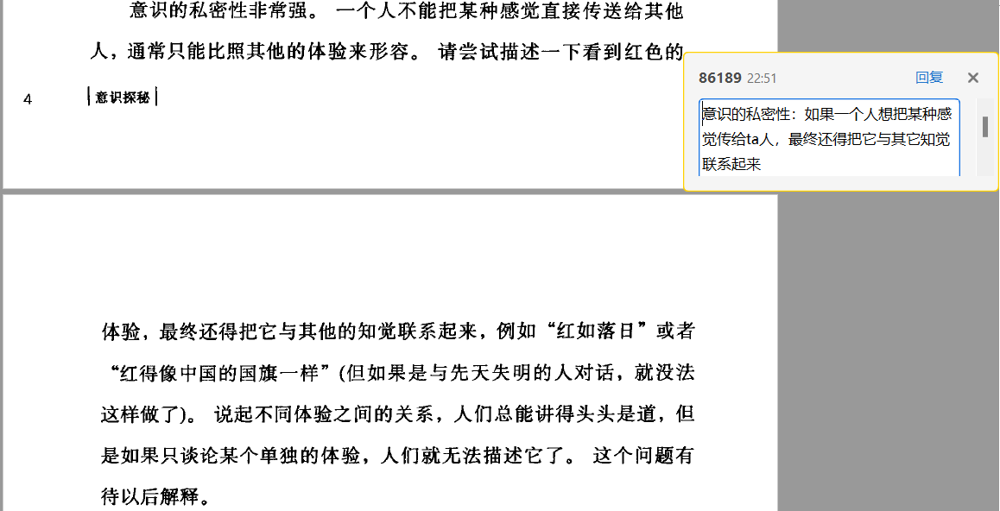 意识的私密性非常强。 一个人不能把某种感觉直接传送给其他
人，通常只能比照其他的体验来形容。 请尝试描述一下看到红色的
4 |意识探秘|
86189 22:51 回复 ×
意识的私密性：如果一个人想把某种感
觉传给ta人，最终还得把它与其它知觉
联系起来
体验，最终还得把它与其他的知觉联系起来，例如“红如落日”或者
“红得像中国的国旗一样”(但如果是与先天失明的人对话，就没法
这样做了)。 说起不同体验之间的关系，人们总能讲得头头是道，但
是如果只谈论某个单独的体验，人们就无法描述它了。 这个问题有
待以后解释。